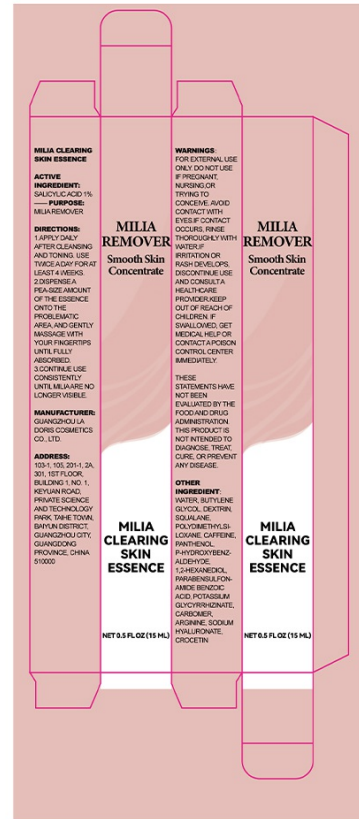 MILIA CLEARING
SKIN ESSENCE
ACTIVE
INGREDIENT:
SALICYLIC ACID 1%
—— PURPOSE:
MILIA REMOVER
DIRECTIONS:
1.APPLY DAILY
AFTER CLEANSING
AND TONING. USE
TWICE A DAY FOR AT
LEAST 4 WEEKS.
2.DISPENSE A
PEA-SIZE AMOUNT
OF THE ESSENCE
ONTO THE
PROBLEMATIC
AREA, AND GENTLY
MASSAGE WITH
YOUR FINGERTIPS
UNTIL FULLY
ABSORBED.
3.CONTINUE USE
CONSISTENTLY
UNTIL MILIA ARE NO
LONGER VISIBLE.
MANUFACTURER:
GUANGZHOU LA
DORIS COSMETICS
CO., LTD.
ADDRESS:
103-1, 105, 201-1, 2A,
301, 1ST FLOOR,
BUILDING 1, NO. 1,
KEYUAN ROAD,
PRIVATE SCIENCE
AND TECHNOLOGY
PARK, TAIHE TOWN,
BAIYUN DISTRICT,
GUANGZHOU CITY,
GUANGDONG
PROVINCE, CHINA
510000
MILIA
REMOVER
Smooth Skin
Concentrate
MILIA
CLEARING
SKIN
ESSENCE
NET 0.5 FL OZ (15 ML)
WARNINGS:
FOR EXTERNAL USE
ONLY. DO NOT USE
IF PREGNANT,
NURSING, OR
TRYING TO
CONCEIVE. AVOID
CONTACT WITH
EYES.IF CONTACT
OCCURS, RINSE
THOROUGHLY WITH
WATER.IF
IRRITATION OR
RASH DEVELOPS,
DISCONTINUE USE
AND CONSULT A
HEALTHCARE
PROVIDER.KEEP
OUT OF REACH OF
CHILDREN. IF
SWALLOWED, GET
MEDICAL HELP OR
CONTACT A POISON
CONTROL CENTER
IMMEDIATELY.
THESE
STATEMENTS HAVE
NOT BEEN
EVALUATED BY THE
FOOD AND DRUG
ADMINISTRATION.
THIS PRODUCT IS
NOT INTENDED TO
DIAGNOSE, TREAT,
CURE, OR PREVENT
ANY DISEASE.
OTHER
INGREDIENT:
WATER, BUTYLENE
GLYCOL, DEXTRIN,
SQUALANE,
POLYDIMETHYLSI-
LOXANE, CAFFEINE,
PANTHENOL,
P-HYDROXYBENZ-
ALDEHYDE,
1,2-HEXANEDIOL,
PARABENSULFON-
AMIDE BENZOIC
ACID, POTASSIUM
GLYCYRRHIZINATE,
CARBOMER,
ARGININE, SODIUM
HYALURONATE,
CROCETIN
MILIA
REMOVER
Smooth Skin
Concentrate
MILIA
CLEARING
SKIN
ESSENCE
NET 0.5 FL OZ (15 ML)